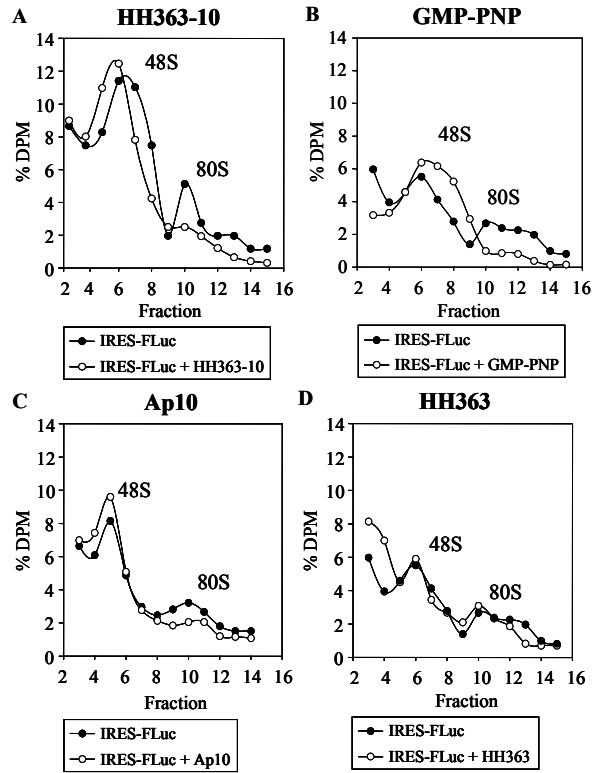 A HH363-10
14
12
10
8
6
4
2
0
% DPM
48S
80S
2 4 6 8 10 12 14 16
Fraction
IRES-FLuc
IRES-FLuc + HH363-10
B GMP-PNP
14
12
10
8
6
4
2
0
% DPM
48S
80S
2 4 6 8 10 12 14 16
Fraction
IRES-FLuc
IRES-FLuc + GMP-PNP
C Ap10
14
12
10
8
6
4
2
0
% DPM
48S
80S
2 4 6 8 10 12 14 16
Fraction
IRES-FLuc
IRES-FLuc + Ap10
D HH363
14
12
10
8
6
4
2
0
% DPM
48S
80S
2 4 6 8 10 12 14 16
Fraction
IRES-FLuc
IRES-FLuc + HH363